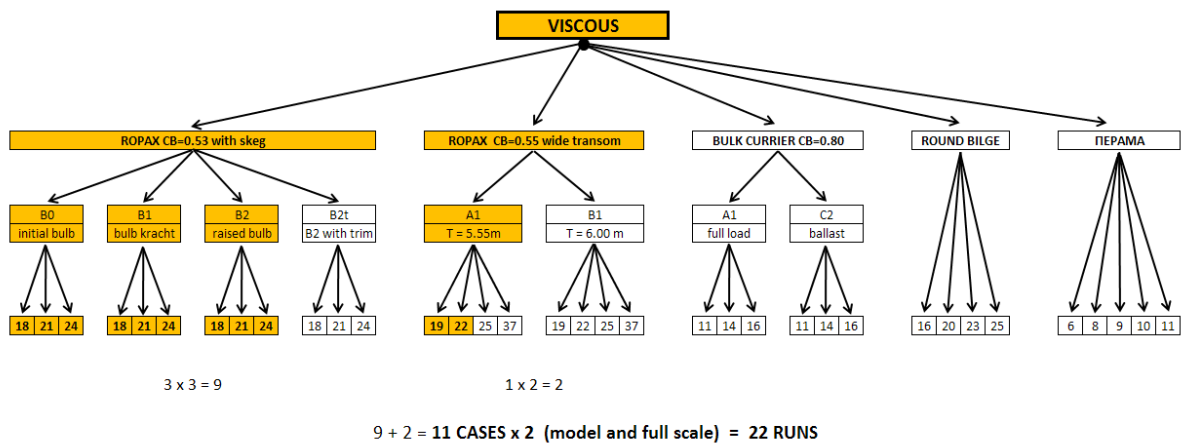 VISCOUS
ROPAX CB=0.53 with skeg
ROPAX CB=0.55 wide transom
BULK CURRIER CB=0.80
ROUND BILGE
ΠΕΡΑΜΑ
B0
initial bulb
B1
bulb kracht
B2
raised bulb
B2t
B2 with trim
A1
T = 5.55m
B1
T = 6.00 m
A1
full load
C2
ballast
18 21 24
18 21 24
18 21 24
18 21 24
19 22 25 37
19 22 25 37
11 14 16
11 14 16
16 20 23 25
6 8 9 10 11
3 x 3 = 9
1 x 2 = 2
9 + 2 = 11 CASES x 2 (model and full scale) = 22 RUNS